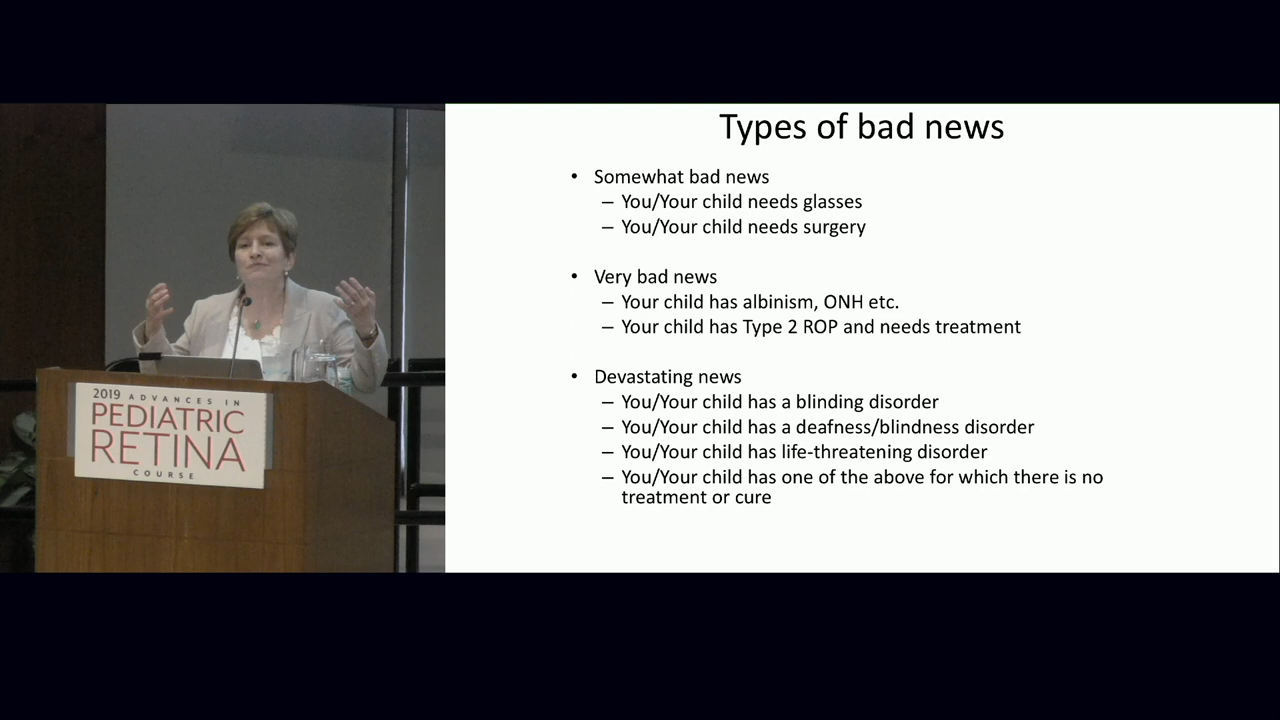 Types of bad news
• Somewhat bad news
– You/Your child needs glasses
– You/Your child needs surgery
• Very bad news
– Your child has albinism, ONH etc.
– Your child has Type 2 ROP and needs treatment
• Devastating news
– You/Your child has a blinding disorder
– You/Your child has a deafness/blindness disorder
– You/Your child has life-threatening disorder
– You/Your child has one of the above for which there is no
treatment or cure
2019 ADVANCES IN
PEDIATRIC
RETINA
COURSE